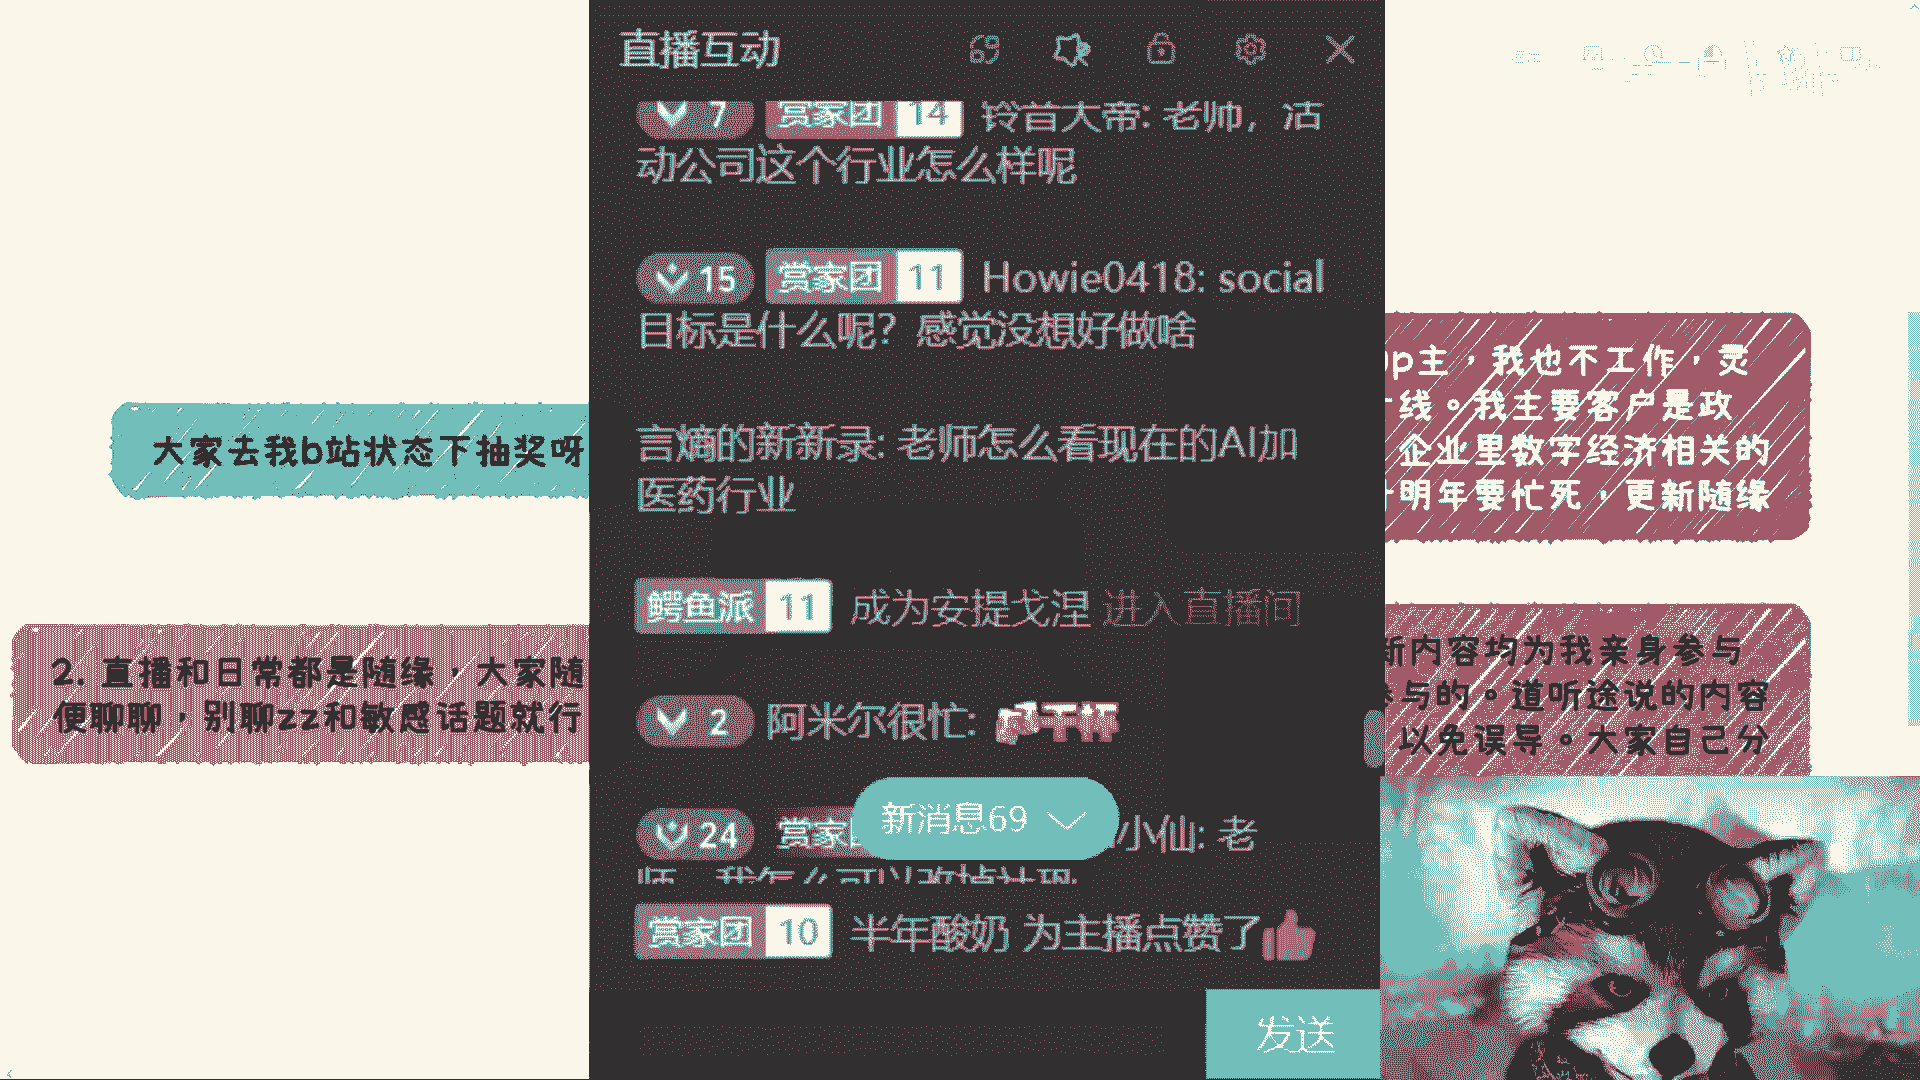 大家去我b站状态下抽奖呀
2. 直播和日常都是随缘，大家随
便聊聊，别聊zz和敏感话题就行
直播互动
7 赏家团 14 铃首大帝: 老师，活
动公司这个行业怎么样呢
15 赏家团 11 Howie0418: social
目标是什么呢？感觉没想好做啥
言熵的新新录: 老师怎么看现在的AI加
医药行业
鳄鱼派 11 成为安提戈涅 进入直播间
2 阿米尔很忙: 干杯
24 赏家 小仙: 老
师
新消息69
赏家团 10 半年酸奶 为主播点赞了
发送
p主，我也不工作，灵
线。我主要客户是政
企业里数字经济相关的
明年要忙死，更新随缘
新内容均为我亲身参与
参与的。道听途说的内容
以免误导。大家自己分